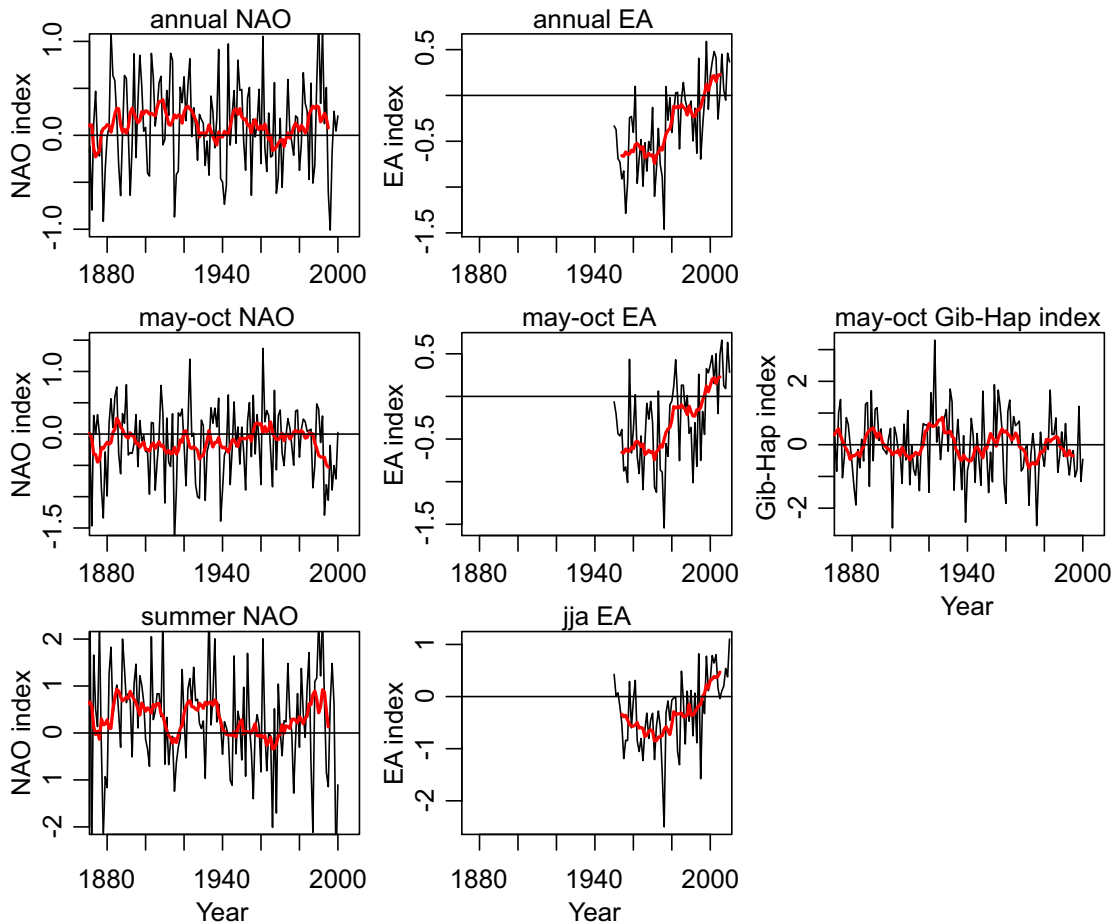 annual NAO
NAO index
1.0
0.0
-1.0
1880 1940 2000
annual EA
EA index
0.5
-0.5
-1.5
1880 1940 2000
may-oct NAO
NAO index
1.0
0.0
-1.5
1880 1940 2000
may-oct EA
EA index
0.5
-0.5
-1.5
1880 1940 2000
may-oct Gib-Hap index
Gib-Hap index
2
0
-2
1880 1940 2000
Year
summer NAO
NAO index
2
1
0
-2
1880 1940 2000
Year
jja EA
EA index
1
0
-2
1880 1940 2000
Year